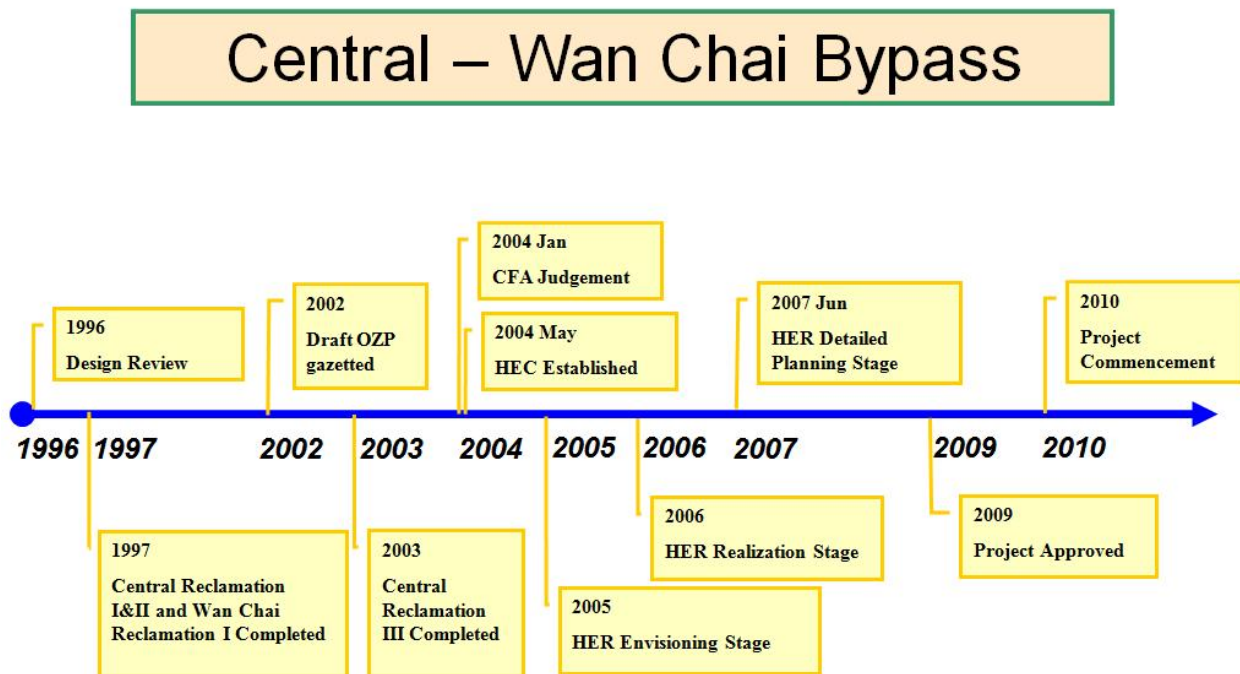 Central – Wan Chai Bypass
2004 Jan
CFA Judgement
1996
Design Review
2002
Draft OZP
gazetted
2004 May
HEC Established
2007 Jun
HER Detailed
Planning Stage
2010
Project
Commencement
1996 1997 2002 2003 2004 2005 2006 2007 2009 2010
1997
Central Reclamation
I&II and Wan Chai
Reclamation I Completed
2003
Central
Reclamation
III Completed
2005
HER Envisioning Stage
2006
HER Realization Stage
2009
Project Approved